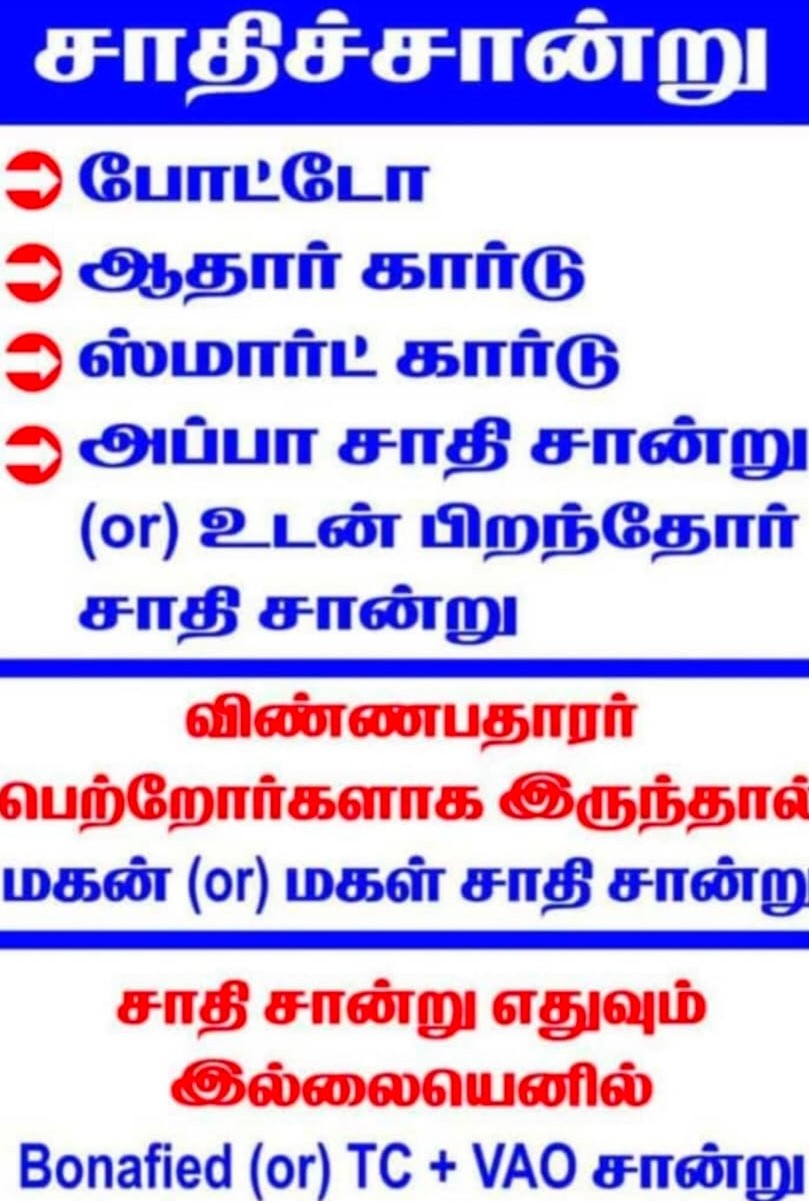 சாதிச்சான்று
போட்டோ
ஆதார் கார்டு
ஸ்மார்ட் கார்டு
அப்பா சாதி சான்று
(or) உடன் பிறந்தோர்
சாதி சான்று
விண்ணபதாரர்
பெற்றோர்களாக இருந்தால்
மகன் (or) மகள் சாதி சான்று
சாதி சான்று எதுவும்
இல்லையெனில்
Bonafied (or) TC + VAO சான்று